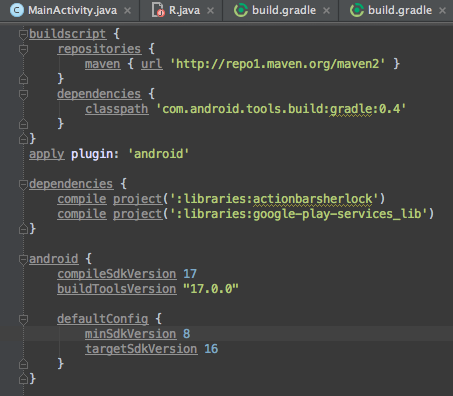 MainActivity.java R.java build.gradle build.gradle
buildscript {
    repositories {
        maven { url 'http://repo1.maven.org/maven2' }
    }
    dependencies {
        classpath 'com.android.tools.build:gradle:0.4'
    }
}
apply plugin: 'android'

dependencies {
    compile project(':libraries:actionbarsherlock')
    compile project(':libraries:google-play-services_lib')
}

android {
    compileSdkVersion 17
    buildToolsVersion "17.0.0"

    defaultConfig {
        minSdkVersion 8
        targetSdkVersion 16
    }
}